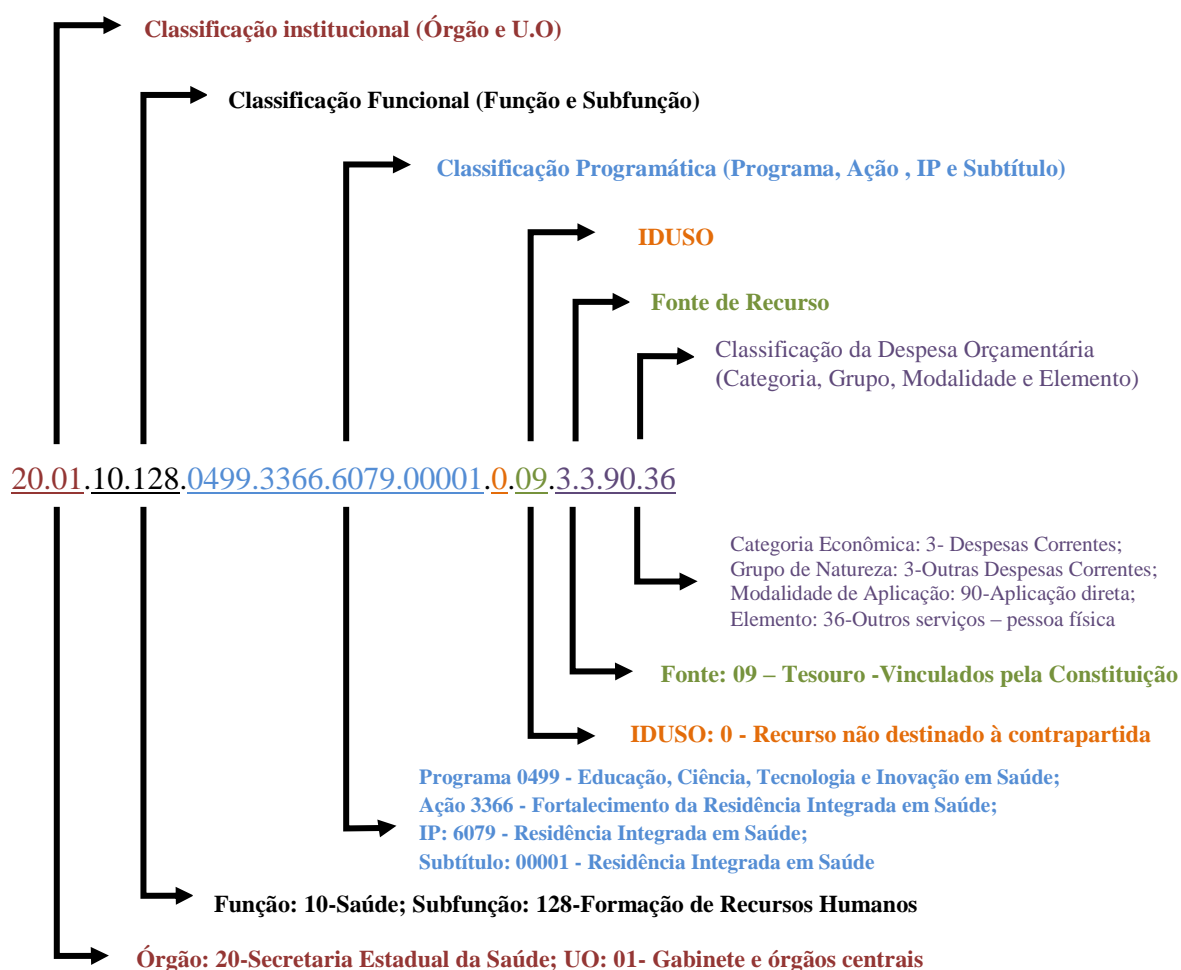 Classificação institucional (Órgão e U.O)
Classificação Funcional (Função e Subfunção)
Classificação Programática (Programa, Ação , IP e Subtítulo)
IDUSO
Fonte de Recurso
Classificação da Despesa Orçamentária
(Categoria, Grupo, Modalidade e Elemento)
20.01.10.128.0499.3366.6079.00001.0.09.3.3.90.36
Categoria Econômica: 3- Despesas Correntes;
Grupo de Natureza: 3-Outras Despesas Correntes;
Modalidade de Aplicação: 90-Aplicação direta;
Elemento: 36-Outros serviços – pessoa física
Fonte: 09 – Tesouro -Vinculados pela Constituição
IDUSO: 0 - Recurso não destinado à contrapartida
Programa 0499 - Educação, Ciência, Tecnologia e Inovação em Saúde;
Ação 3366 - Fortalecimento da Residência Integrada em Saúde;
IP: 6079 - Residência Integrada em Saúde;
Subtítulo: 00001 - Residência Integrada em Saúde
Função: 10-Saúde; Subfunção: 128-Formação de Recursos Humanos
Órgão: 20-Secretaria Estadual da Saúde; UO: 01- Gabinete e órgãos centrais